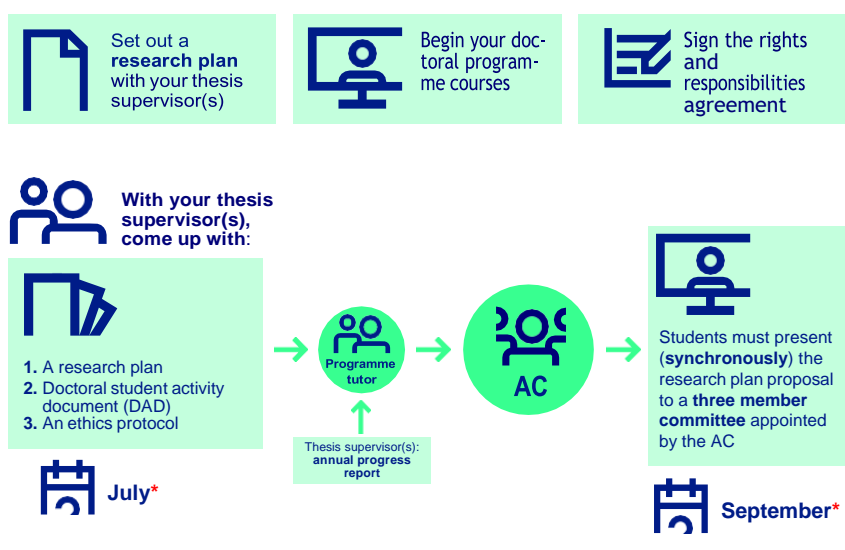 Set out a
research plan
with your thesis
supervisor(s)
Begin your doc-
toral program-
me courses
Sign the rights
and
responsibilities
agreement
With your thesis
supervisor(s),
come up with:
1. A research plan
2. Doctoral student activity
document (DAD)
3. An ethics protocol
July*
Programme
tutor
Thesis supervisor(s):
annual progress
report
AC
Students must present
(synchronously) the
research plan proposal
to a three member
committee appointed
by the AC
September*